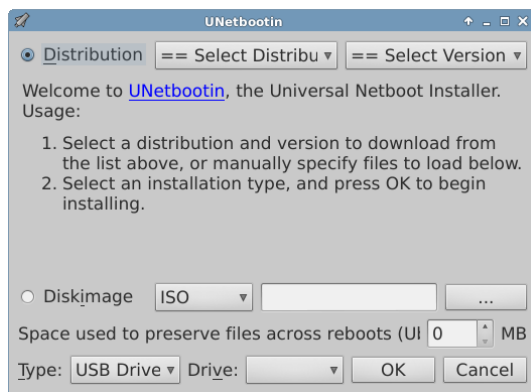 UNetbootin
Distribution == Select Distribu == Select Version
Welcome to UNetbootin, the Universal Netboot Installer.
Usage:
1. Select a distribution and version to download from
the list above, or manually specify files to load below.
2. Select an installation type, and press OK to begin
installing.
Diskimage ISO ...
Space used to preserve files across reboots (Ul 0 MB
Type: USB Drive Drive: OK Cancel